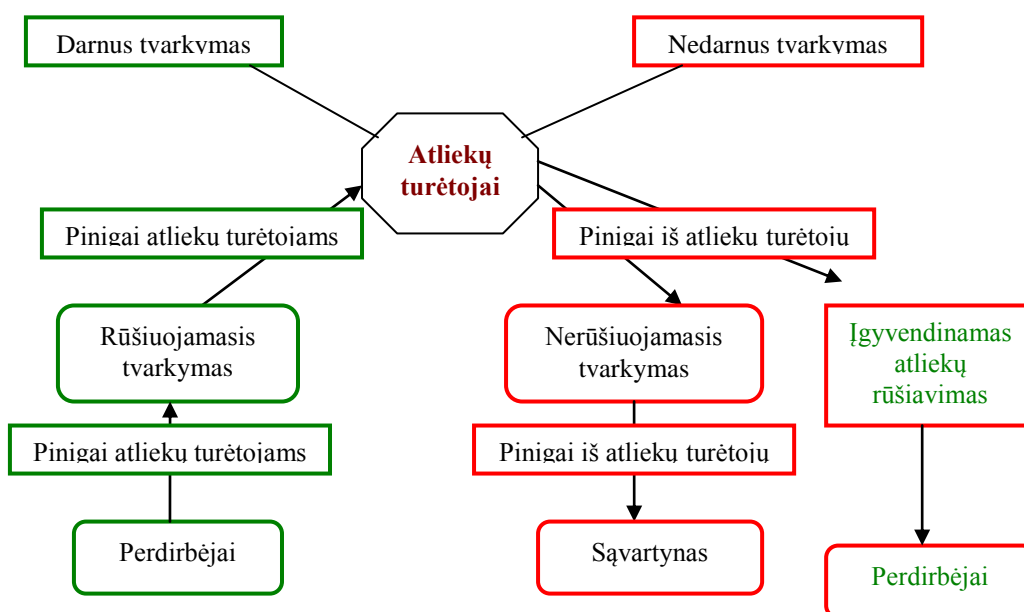 Darnus tvarkymas
Nedarnus tvarkymas
Atliekų
turėtojai
Pinigai atliekų turėtojams
Pinigai iš atliekų turėtojų
Rūšiuojamasis
tvarkymas
Nerūšiuojamasis
tvarkymas
Įgyvendinamas
atliekų
rūšiavimas
Pinigai atliekų turėtojams
Pinigai iš atliekų turėtojų
Perdirbėjai
Sąvartynas
Perdirbėjai